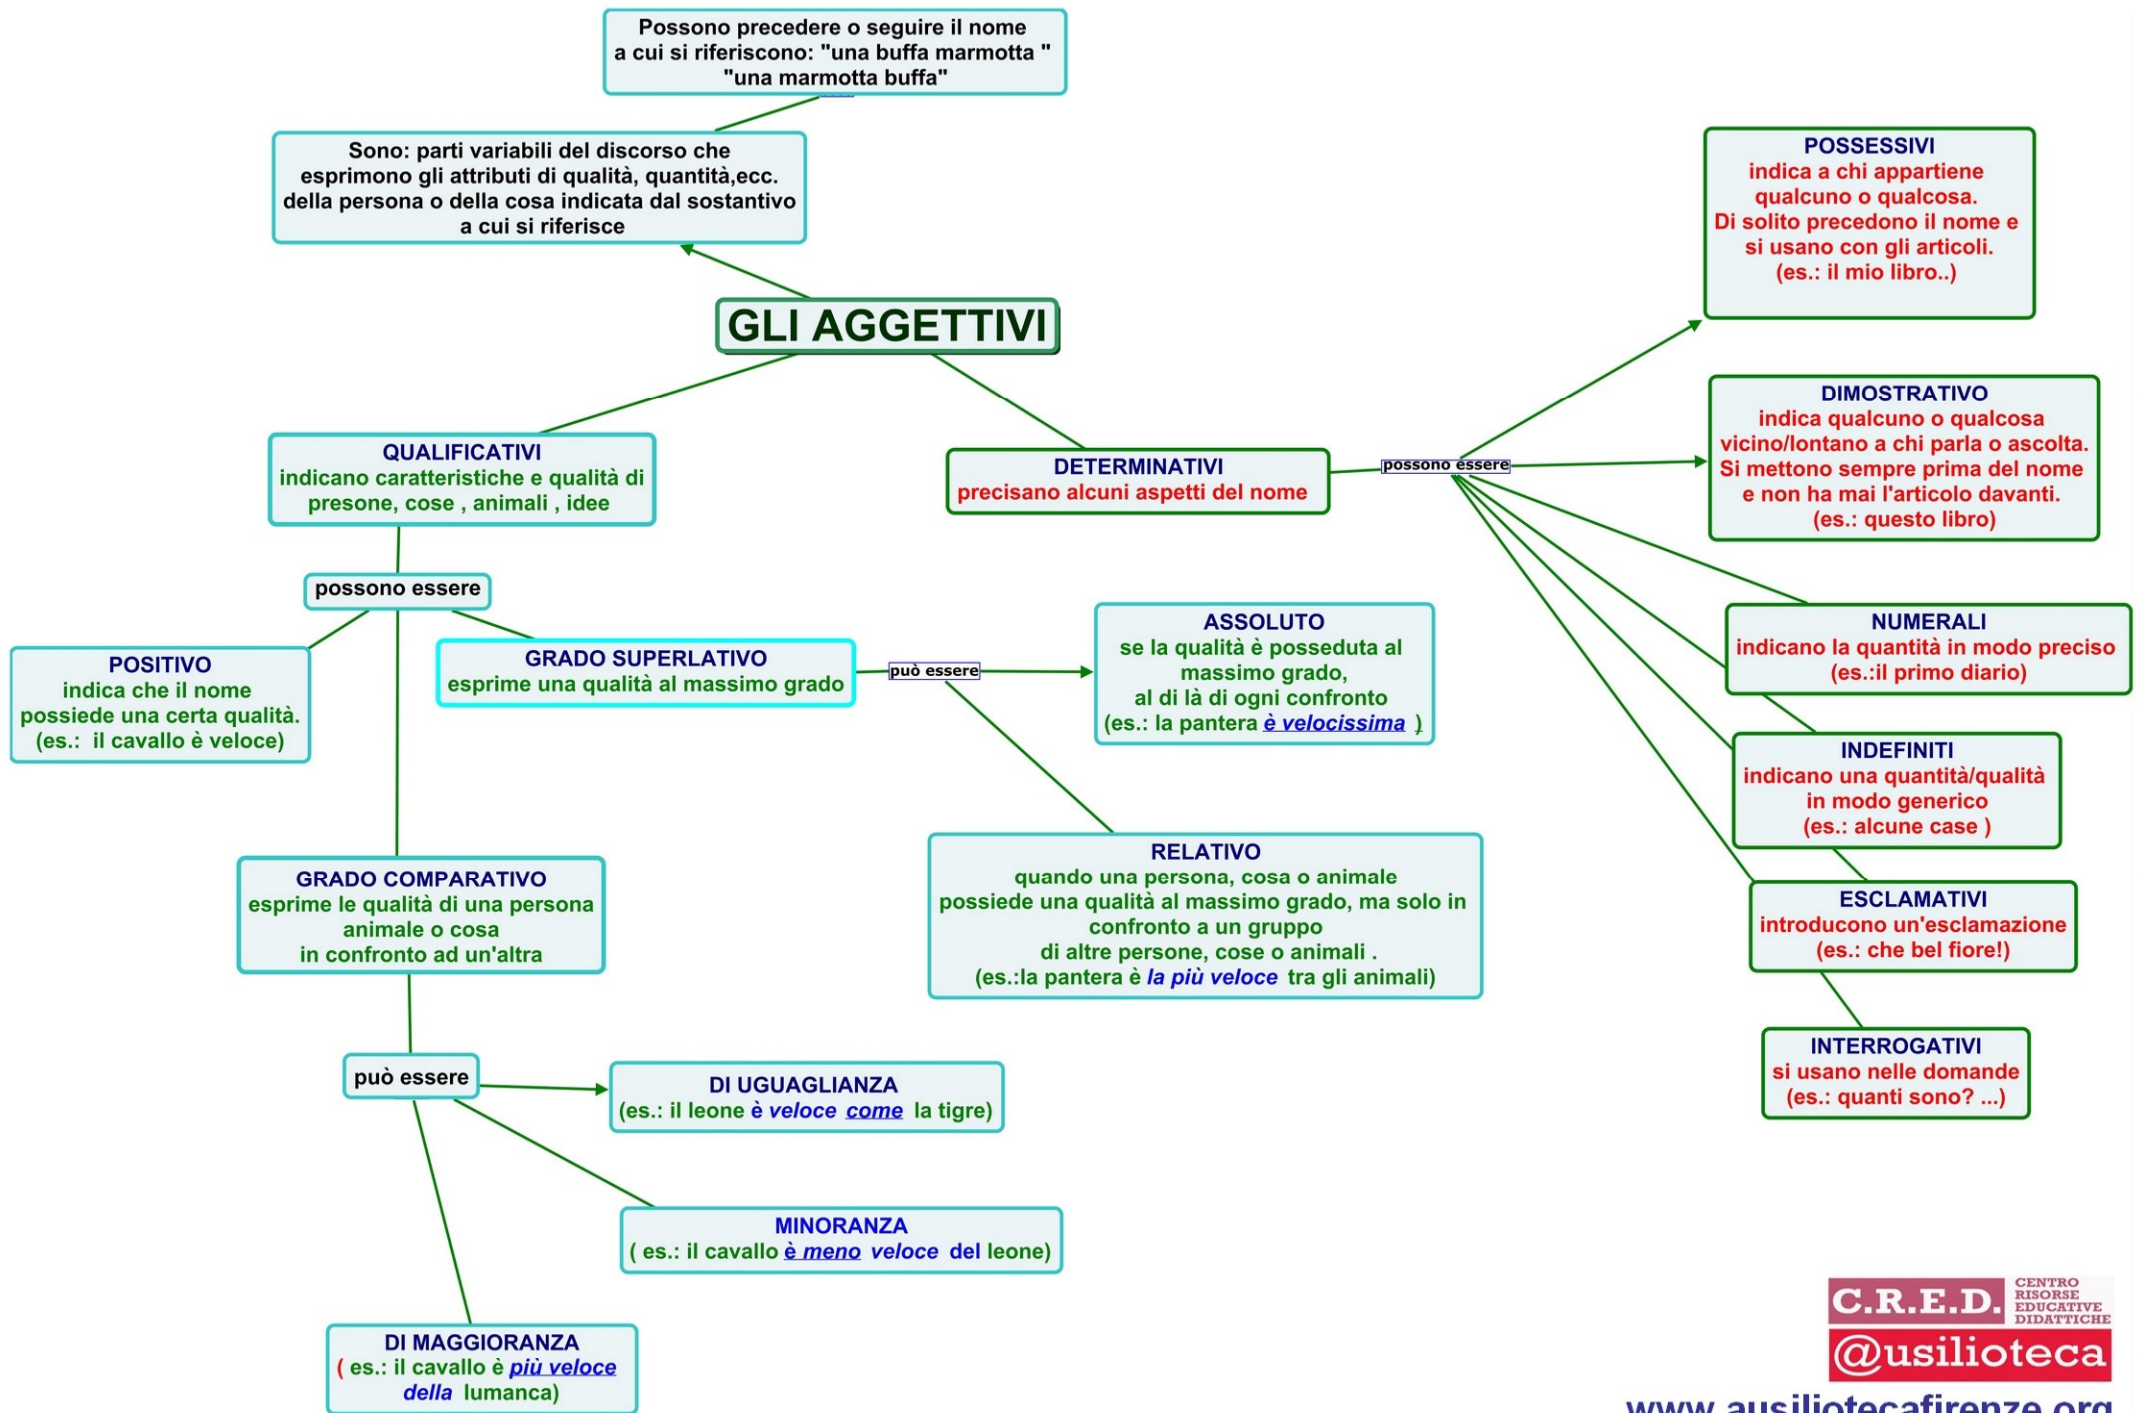 Possono precedere o seguire il nome
a cui si riferiscono: "una buffa marmotta "
"una marmotta buffa"
Sono: parti variabili del discorso che
esprimono gli attributi di qualità, quantità,ecc.
della persona o della cosa indicata dal sostantivo
a cui si riferisce
GLI AGGETTIVI
QUALIFICATIVI
indicano caratteristiche e qualità di
presone, cose , animali , idee
possono essere
POSITIVO
indica che il nome
possiede una certa qualità.
(es.: il cavallo è veloce)
GRADO SUPERLATIVO
esprime una qualità al massimo grado
può essere
ASSOLUTO
se la qualità è posseduta al
massimo grado,
al di là di ogni confronto
(es.: la pantera è velocissima )
RELATIVO
quando una persona, cosa o animale
possiede una qualità al massimo grado, ma solo in
confronto a un gruppo
di altre persone, cose o animali .
(es.:la pantera è la più veloce tra gli animali)
GRADO COMPARATIVO
esprime le qualità di una persona
animale o cosa
in confronto ad un'altra
può essere
DI UGUAGLIANZA
(es.: il leone è veloce come la tigre)
MINORANZA
( es.: il cavallo è meno veloce del leone)
DI MAGGIORANZA
( es.: il cavallo è più veloce
della lumanca)
DETERMINATIVI
precisano alcuni aspetti del nome
possono essere
POSSESSIVI
indica a chi appartiene
qualcuno o qualcosa.
Di solito precedono il nome e
si usano con gli articoli.
(es.: il mio libro..)
DIMOSTRATIVO
indica qualcuno o qualcosa
vicino/lontano a chi parla o ascolta.
Si mettono sempre prima del nome
e non ha mai l'articolo davanti.
(es.: questo libro)
NUMERALI
indicano la quantità in modo preciso
(es.:il primo diario)
INDEFINITI
indicano una quantità/qualità
in modo generico
(es.: alcune case )
ESCLAMATIVI
introducono un'esclamazione
(es.: che bel fiore!)
INTERROGATIVI
si usano nelle domande
(es.: quanti sono? ...)
C.R.E.D.
CENTRO
RISORSE
EDUCATIVE
DIDATTICHE
@usilioteca
www.ausiliotecafirenze.org